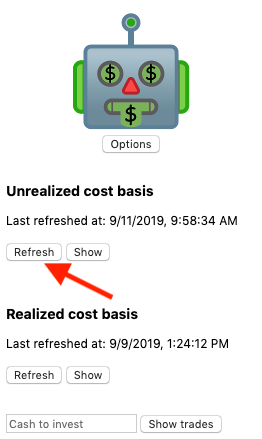 $ $
$
Options
Unrealized cost basis
Last refreshed at: 9/11/2019, 9:58:34 AM
Refresh Show
Realized cost basis
Last refreshed at: 9/9/2019, 1:24:12 PM
Refresh Show
Cash to invest Show trades